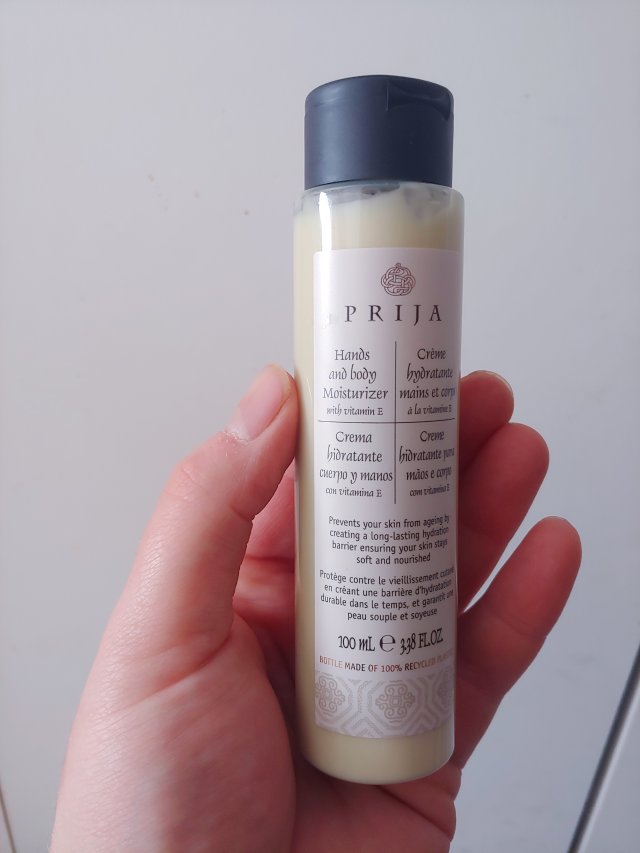 PRIJA
Hands
and body
Moisturizer
with vitamin E
Crème
hydratante
mains et corps
à la vitamine E
Crema
hidratante
cuerpo y manos
con vitamina E
Creme
hidratante para
mãos e corpo
com vitamina E
Prevents your skin from ageing by
creating a long-lasting hydration
barrier ensuring your skin stays
soft and nourished
Protège contre le vieillissement cutané
en créant une barrière d'hydratation
durable dans le temps, et garantit une
peau souple et soyeuse
100 mL ℮ 3.38 FL.OZ
BOTTLE MADE OF 100% RECYCLED PLASTIC